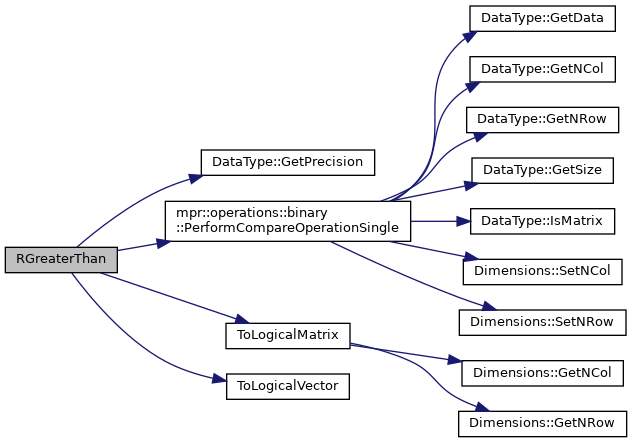 RGreaterThan
DataType::GetPrecision
mpr::operations::binary
::PerformCompareOperationSingle
ToLogicalMatrix
ToLogicalVector
DataType::GetData
DataType::GetNCol
DataType::GetNRow
DataType::GetSize
DataType::IsMatrix
Dimensions::SetNCol
Dimensions::SetNRow
Dimensions::GetNCol
Dimensions::GetNRow